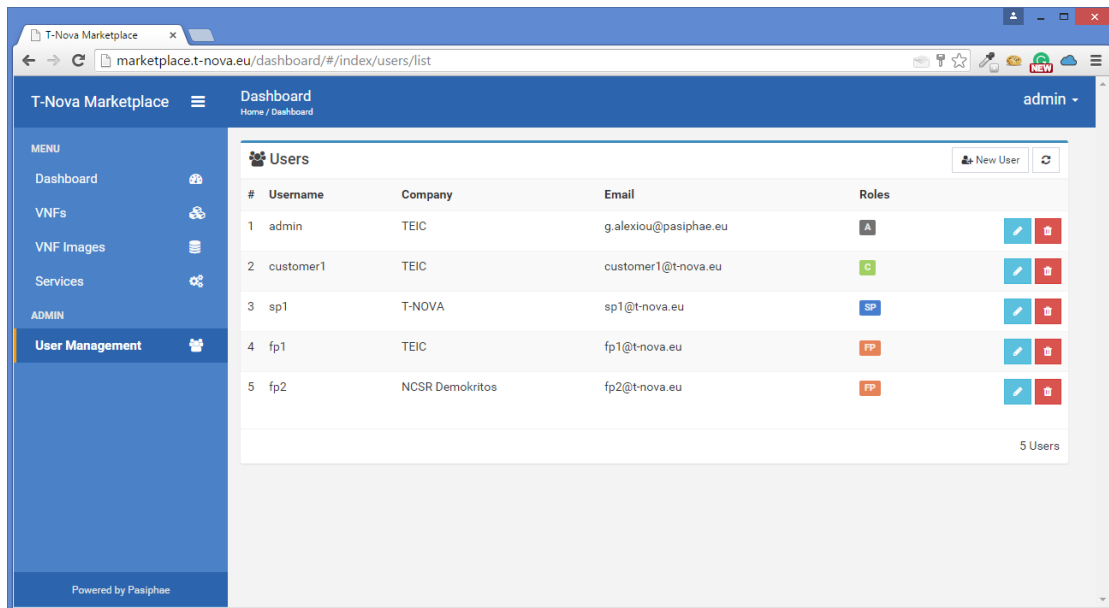 T-Nova Marketplace
marketplace.t-nova.eu/dashboard/#/index/users/list
NEW
T-Nova Marketplace
Dashboard
Home / Dashboard
admin
MENU
Dashboard
VNFs
VNF Images
Services
ADMIN
User Management
Powered by Pasiphae
Users
New User
# Username Company Email Roles
1 admin TEIC g.alexiou@pasiphae.eu A
2 customer1 TEIC customer1@t-nova.eu C
3 sp1 T-NOVA sp1@t-nova.eu SP
4 fp1 TEIC fp1@t-nova.eu FP
5 fp2 NCSR Demokritos fp2@t-nova.eu FP
5 Users